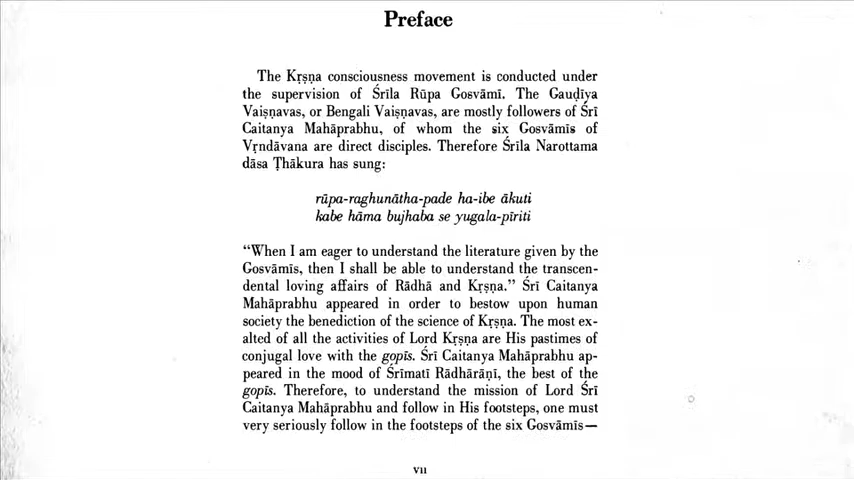 Preface
The Kṛṣṇa consciousness movement is conducted under
the supervision of Śrīla Rūpa Gosvāmī. The Gauḍīya
Vaiṣṇavas, or Bengali Vaiṣṇavas, are mostly followers of Śrī
Caitanya Mahāprabhu, of whom the six Gosvāmīs of
Vṛndāvana are direct disciples. Therefore Śrīla Narottama
dāsa Ṭhākura has sung:
rūpa-raghunātha-pade ha-ibe ākuti
kabe hāma bujhaba se yugala-pīriti
“When I am eager to understand the literature given by the
Gosvāmīs, then I shall be able to understand the transcen-
dental loving affairs of Rādhā and Kṛṣṇa.” Śrī Caitanya
Mahāprabhu appeared in order to bestow upon human
society the benediction of the science of Kṛṣṇa. The most ex-
alted of all the activities of Lord Kṛṣṇa are His pastimes of
conjugal love with the gopīs. Śrī Caitanya Mahāprabhu ap-
peared in the mood of Śrīmatī Rādhārāṇī, the best of the
gopīs. Therefore, to understand the mission of Lord Śrī
Caitanya Mahāprabhu and follow in His footsteps, one must
very seriously follow in the footsteps of the six Gosvāmīs—
vii